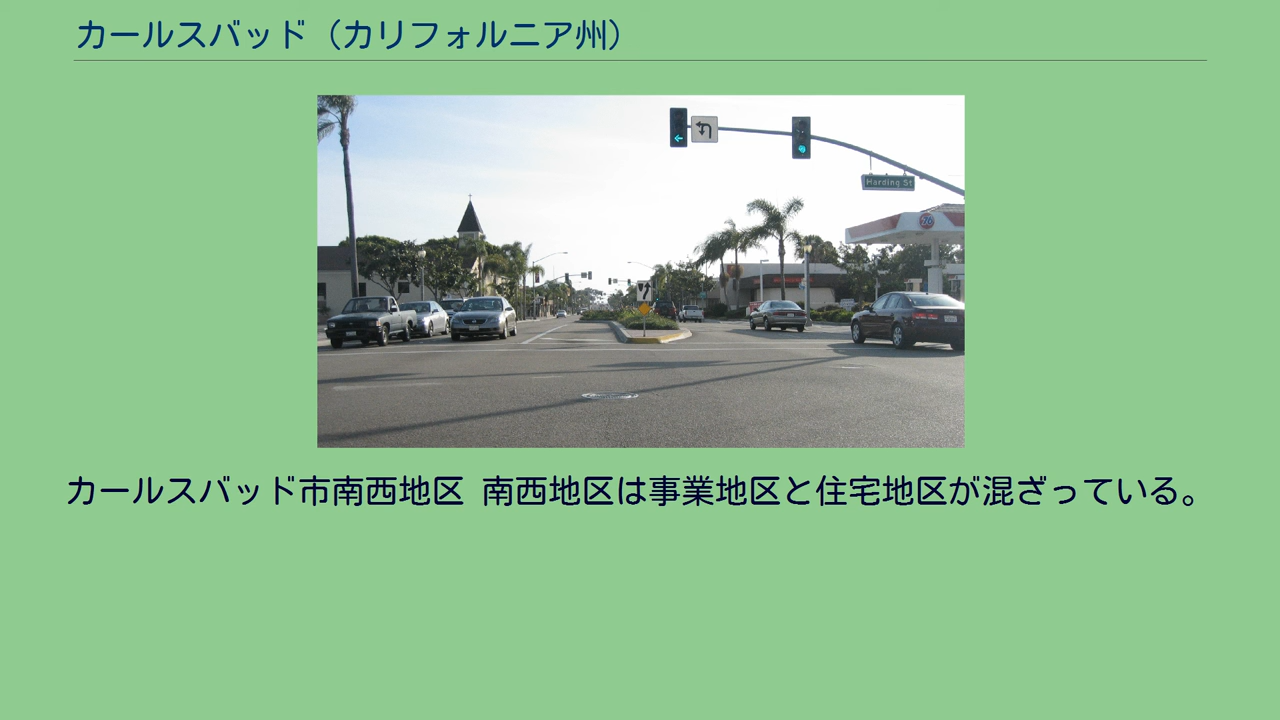 カールスバッド（カリフォルニア州）
Harding St
76
カールスバッド市南西地区 南西地区は事業地区と住宅地区が混ざっている。